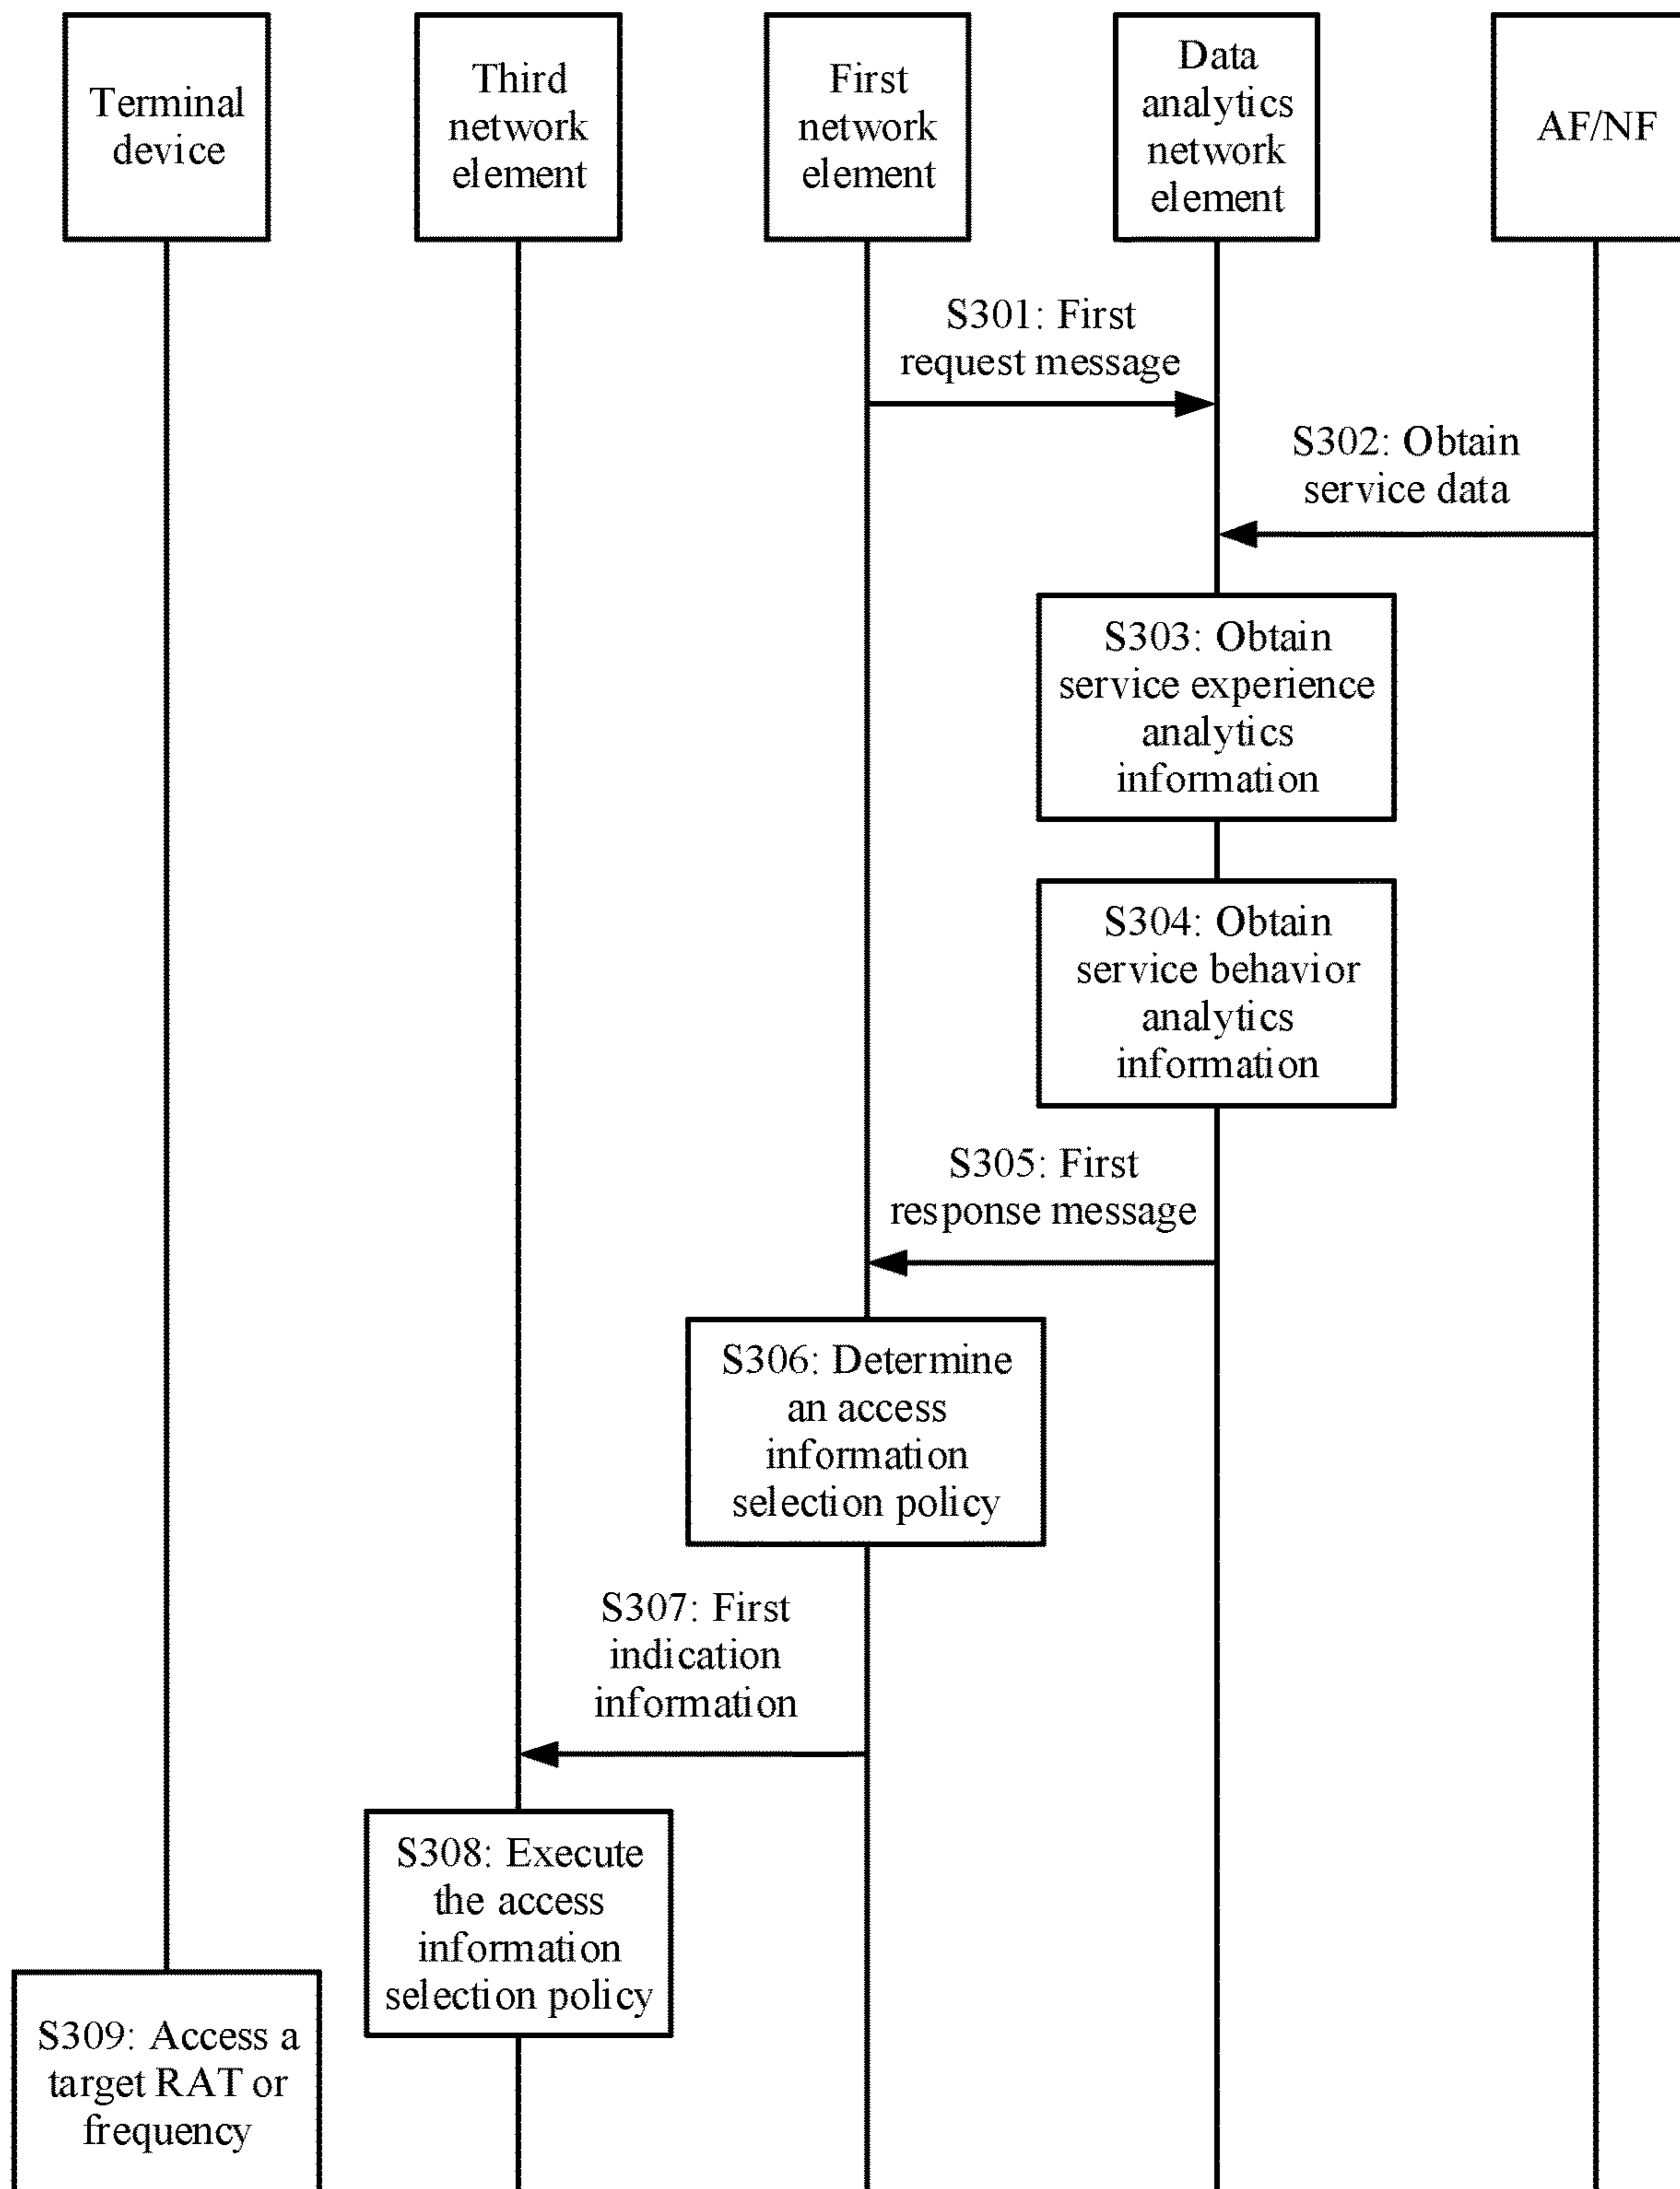 Terminal
device
Third
network
element
First
network
element
Data
analytics
network
element
AF/NF
S301: First
request message
S302: Obtain
service data
S303: Obtain
service experience
analytics
information
S304: Obtain
service behavior
analytics
information
S305: First
response message
S306: Determine
an access
information
selection policy
S307: First
indication
information
S308: Execute
the access
information
selection policy
S309: Access a
target RAT or
frequency